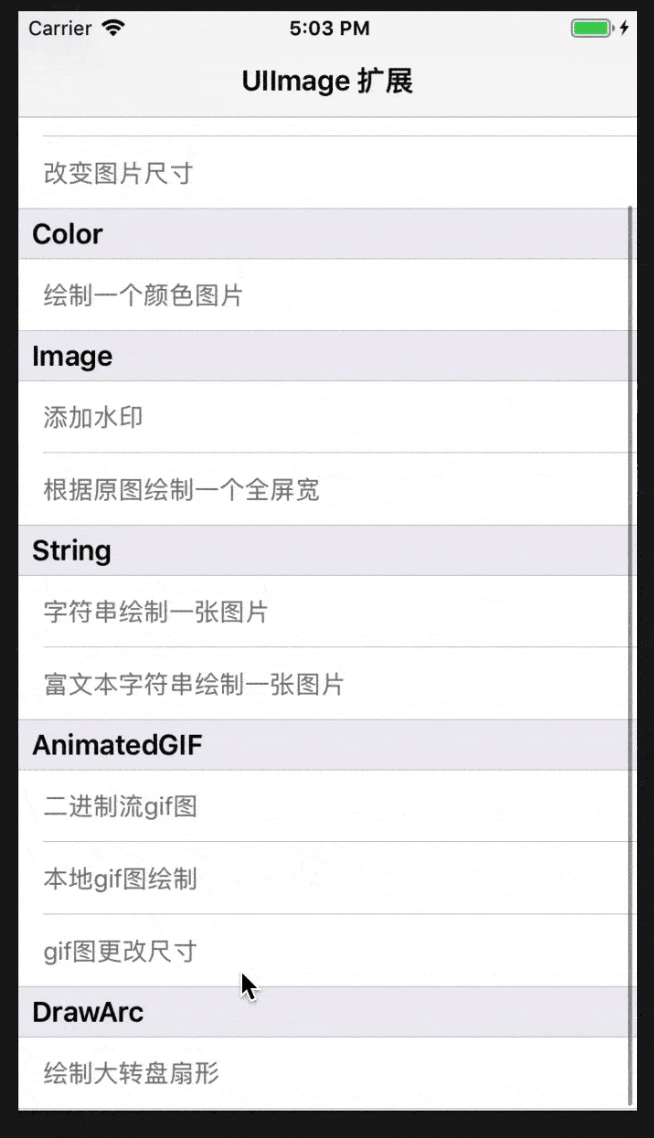 Carrier 5:03 PM
UIImage 扩展
改变图片尺寸
Color
绘制一个颜色图片
Image
添加水印
根据原图绘制一个全屏宽
String
字符串绘制一张图片
富文本字符串绘制一张图片
AnimatedGIF
二进制流gif图
本地gif图绘制
gif图更改尺寸
DrawArc
绘制大转盘扇形